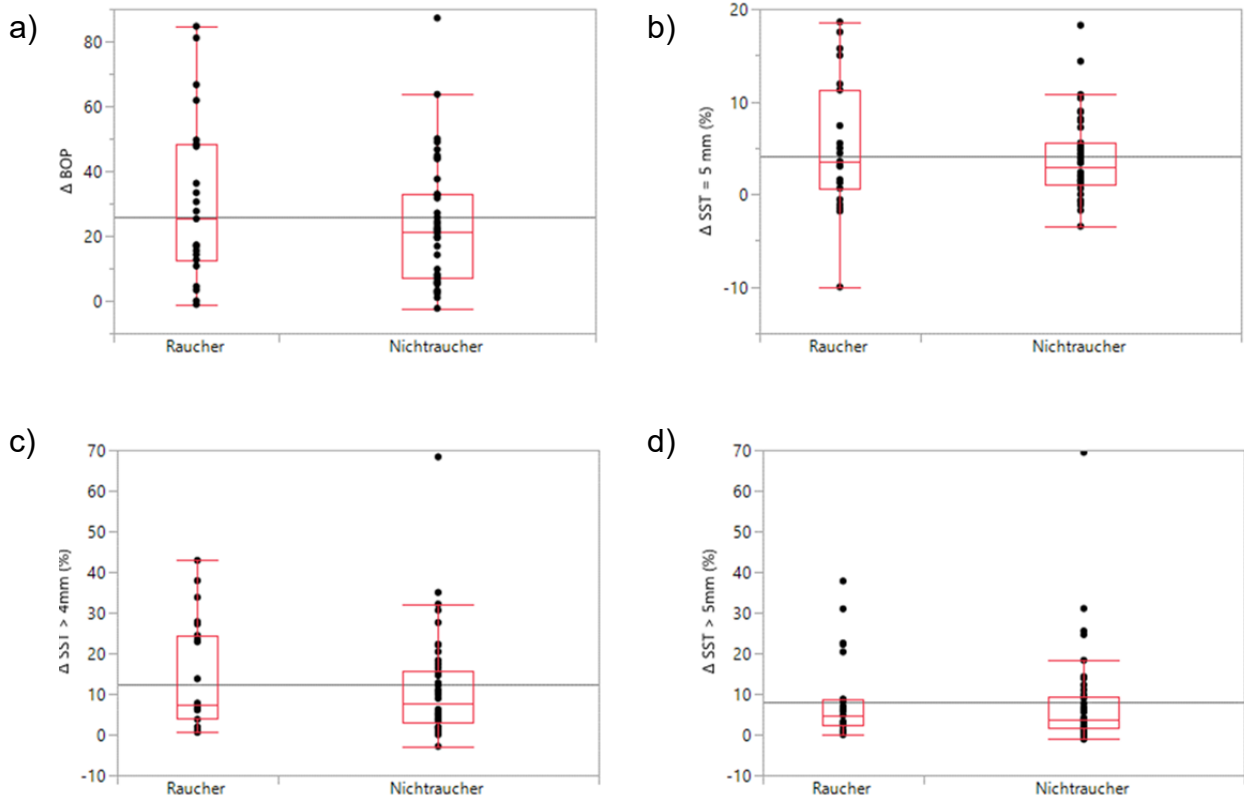 a)
80
60
40
20
0
Δ BOP
Raucher Nichtraucher
b)
20
10
0
-10
Δ SST = 5 mm (%)
Raucher Nichtraucher
c)
70
60
50
40
30
20
10
0
-10
Δ SST > 4mm (%)
Raucher Nichtraucher
d)
70
60
50
40
30
20
10
0
-10
Δ SST > 5mm (%)
Raucher Nichtraucher